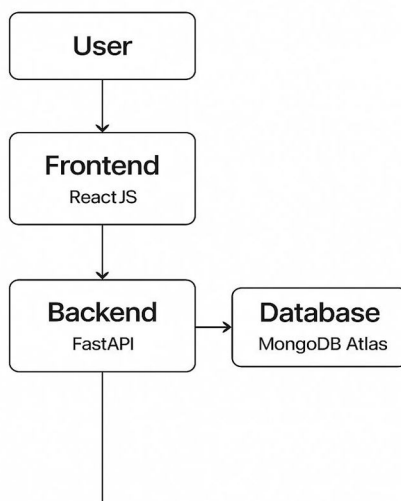 User
Frontend
ReactJS
Backend
FastAPI
Database
MongoDB Atlas